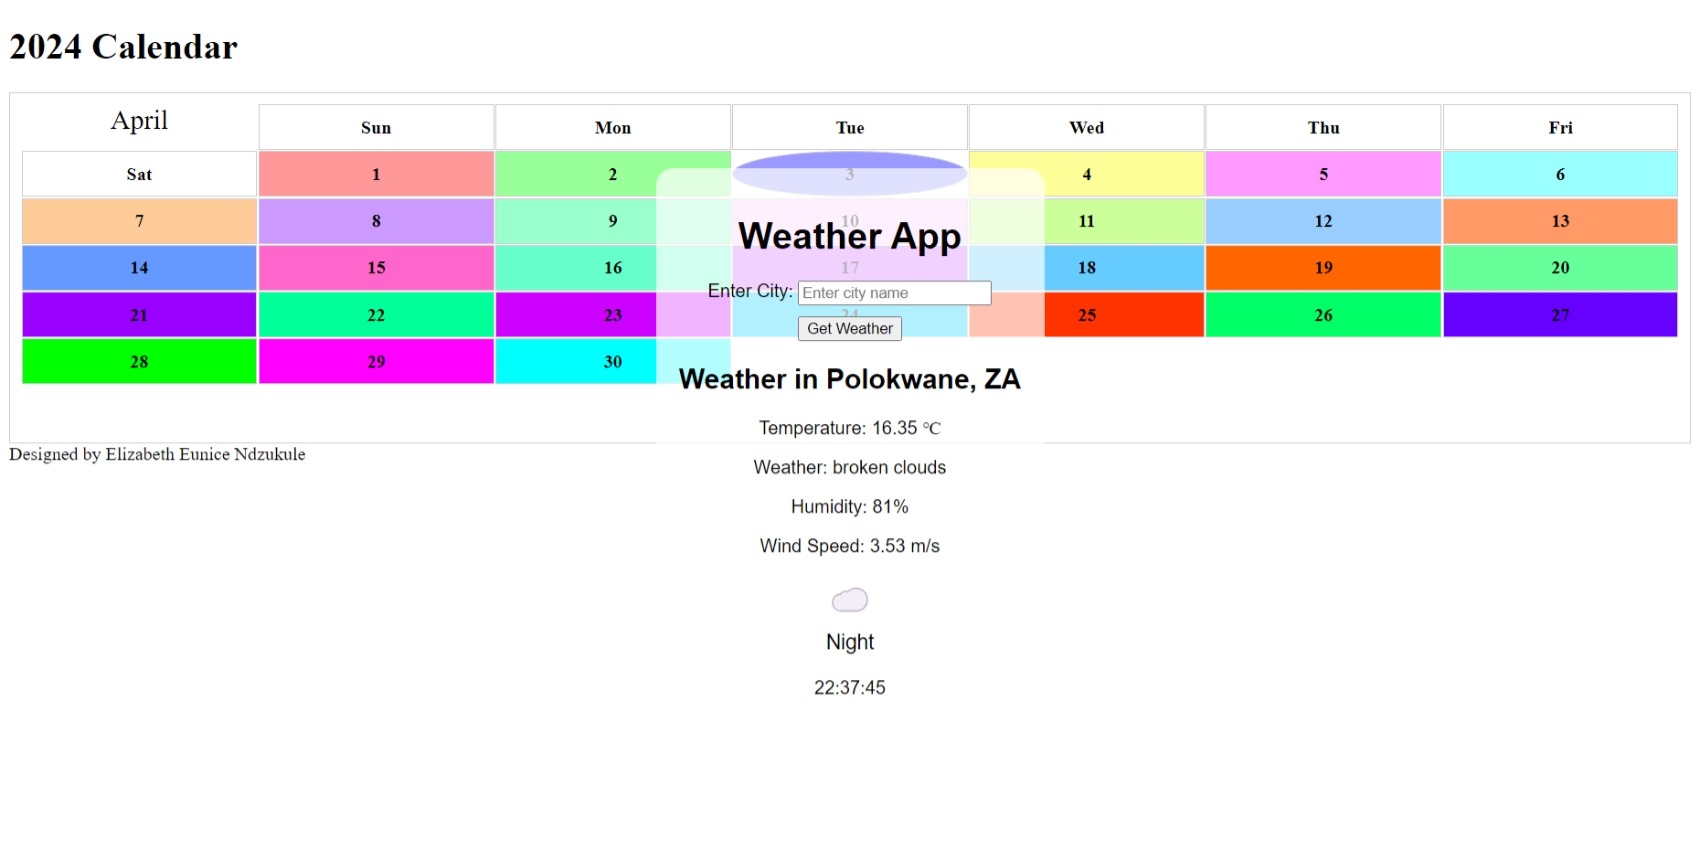 2024 Calendar
April Sun Mon Tue Wed Thu Fri
Sat 1 2 3 4 5 6
7 8 9 10 11 12 13
14 15 16 17 18 19 20
21 22 23 24 25 26 27
28 29 30
Weather App
Enter City: Enter city name
Get Weather
Weather in Polokwane, ZA
Temperature: 16.35 °C
Designed by Elizabeth Eunice Ndzukule
Weather: broken clouds
Humidity: 81%
Wind Speed: 3.53 m/s
Night
22:37:45